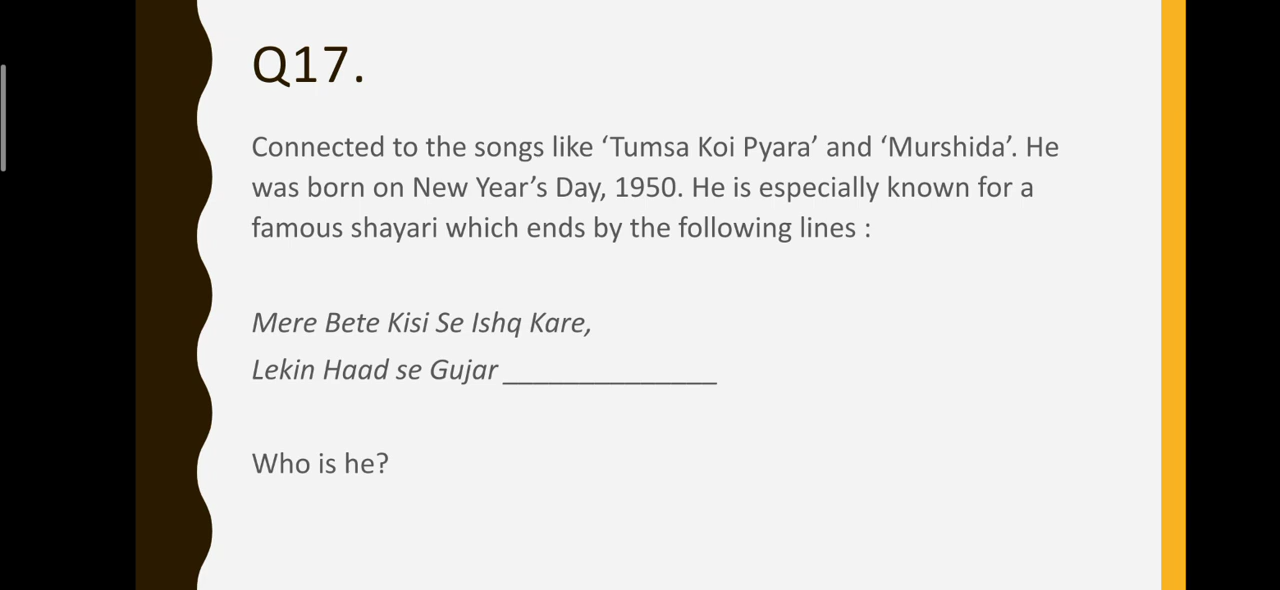 Q17.
Connected to the songs like ‘Tumsa Koi Pyara’ and ‘Murshida’. He
was born on New Year’s Day, 1950. He is especially known for a
famous shayari which ends by the following lines :
Mere Bete Kisi Se Ishq Kare,
Lekin Haad se Gujar ______________
Who is he?